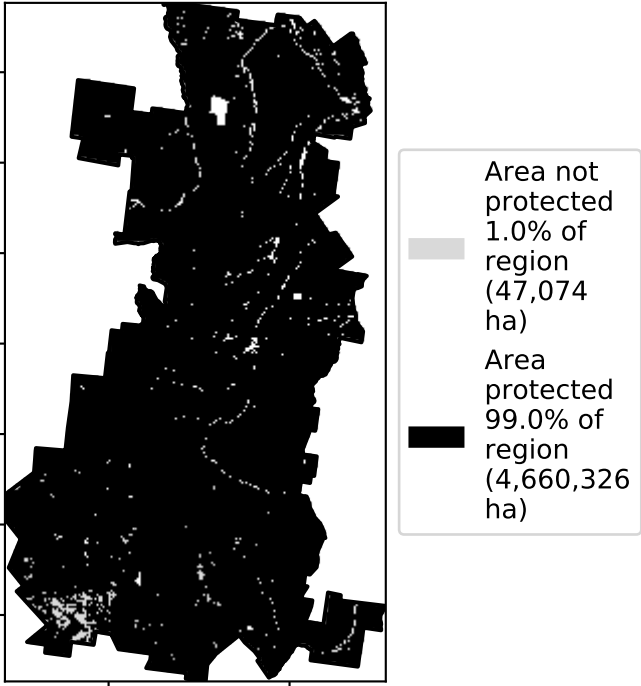 Area not
protected
1.0% of
region
(47,074
ha)
Area
protected
99.0% of
region
(4,660,326
ha)